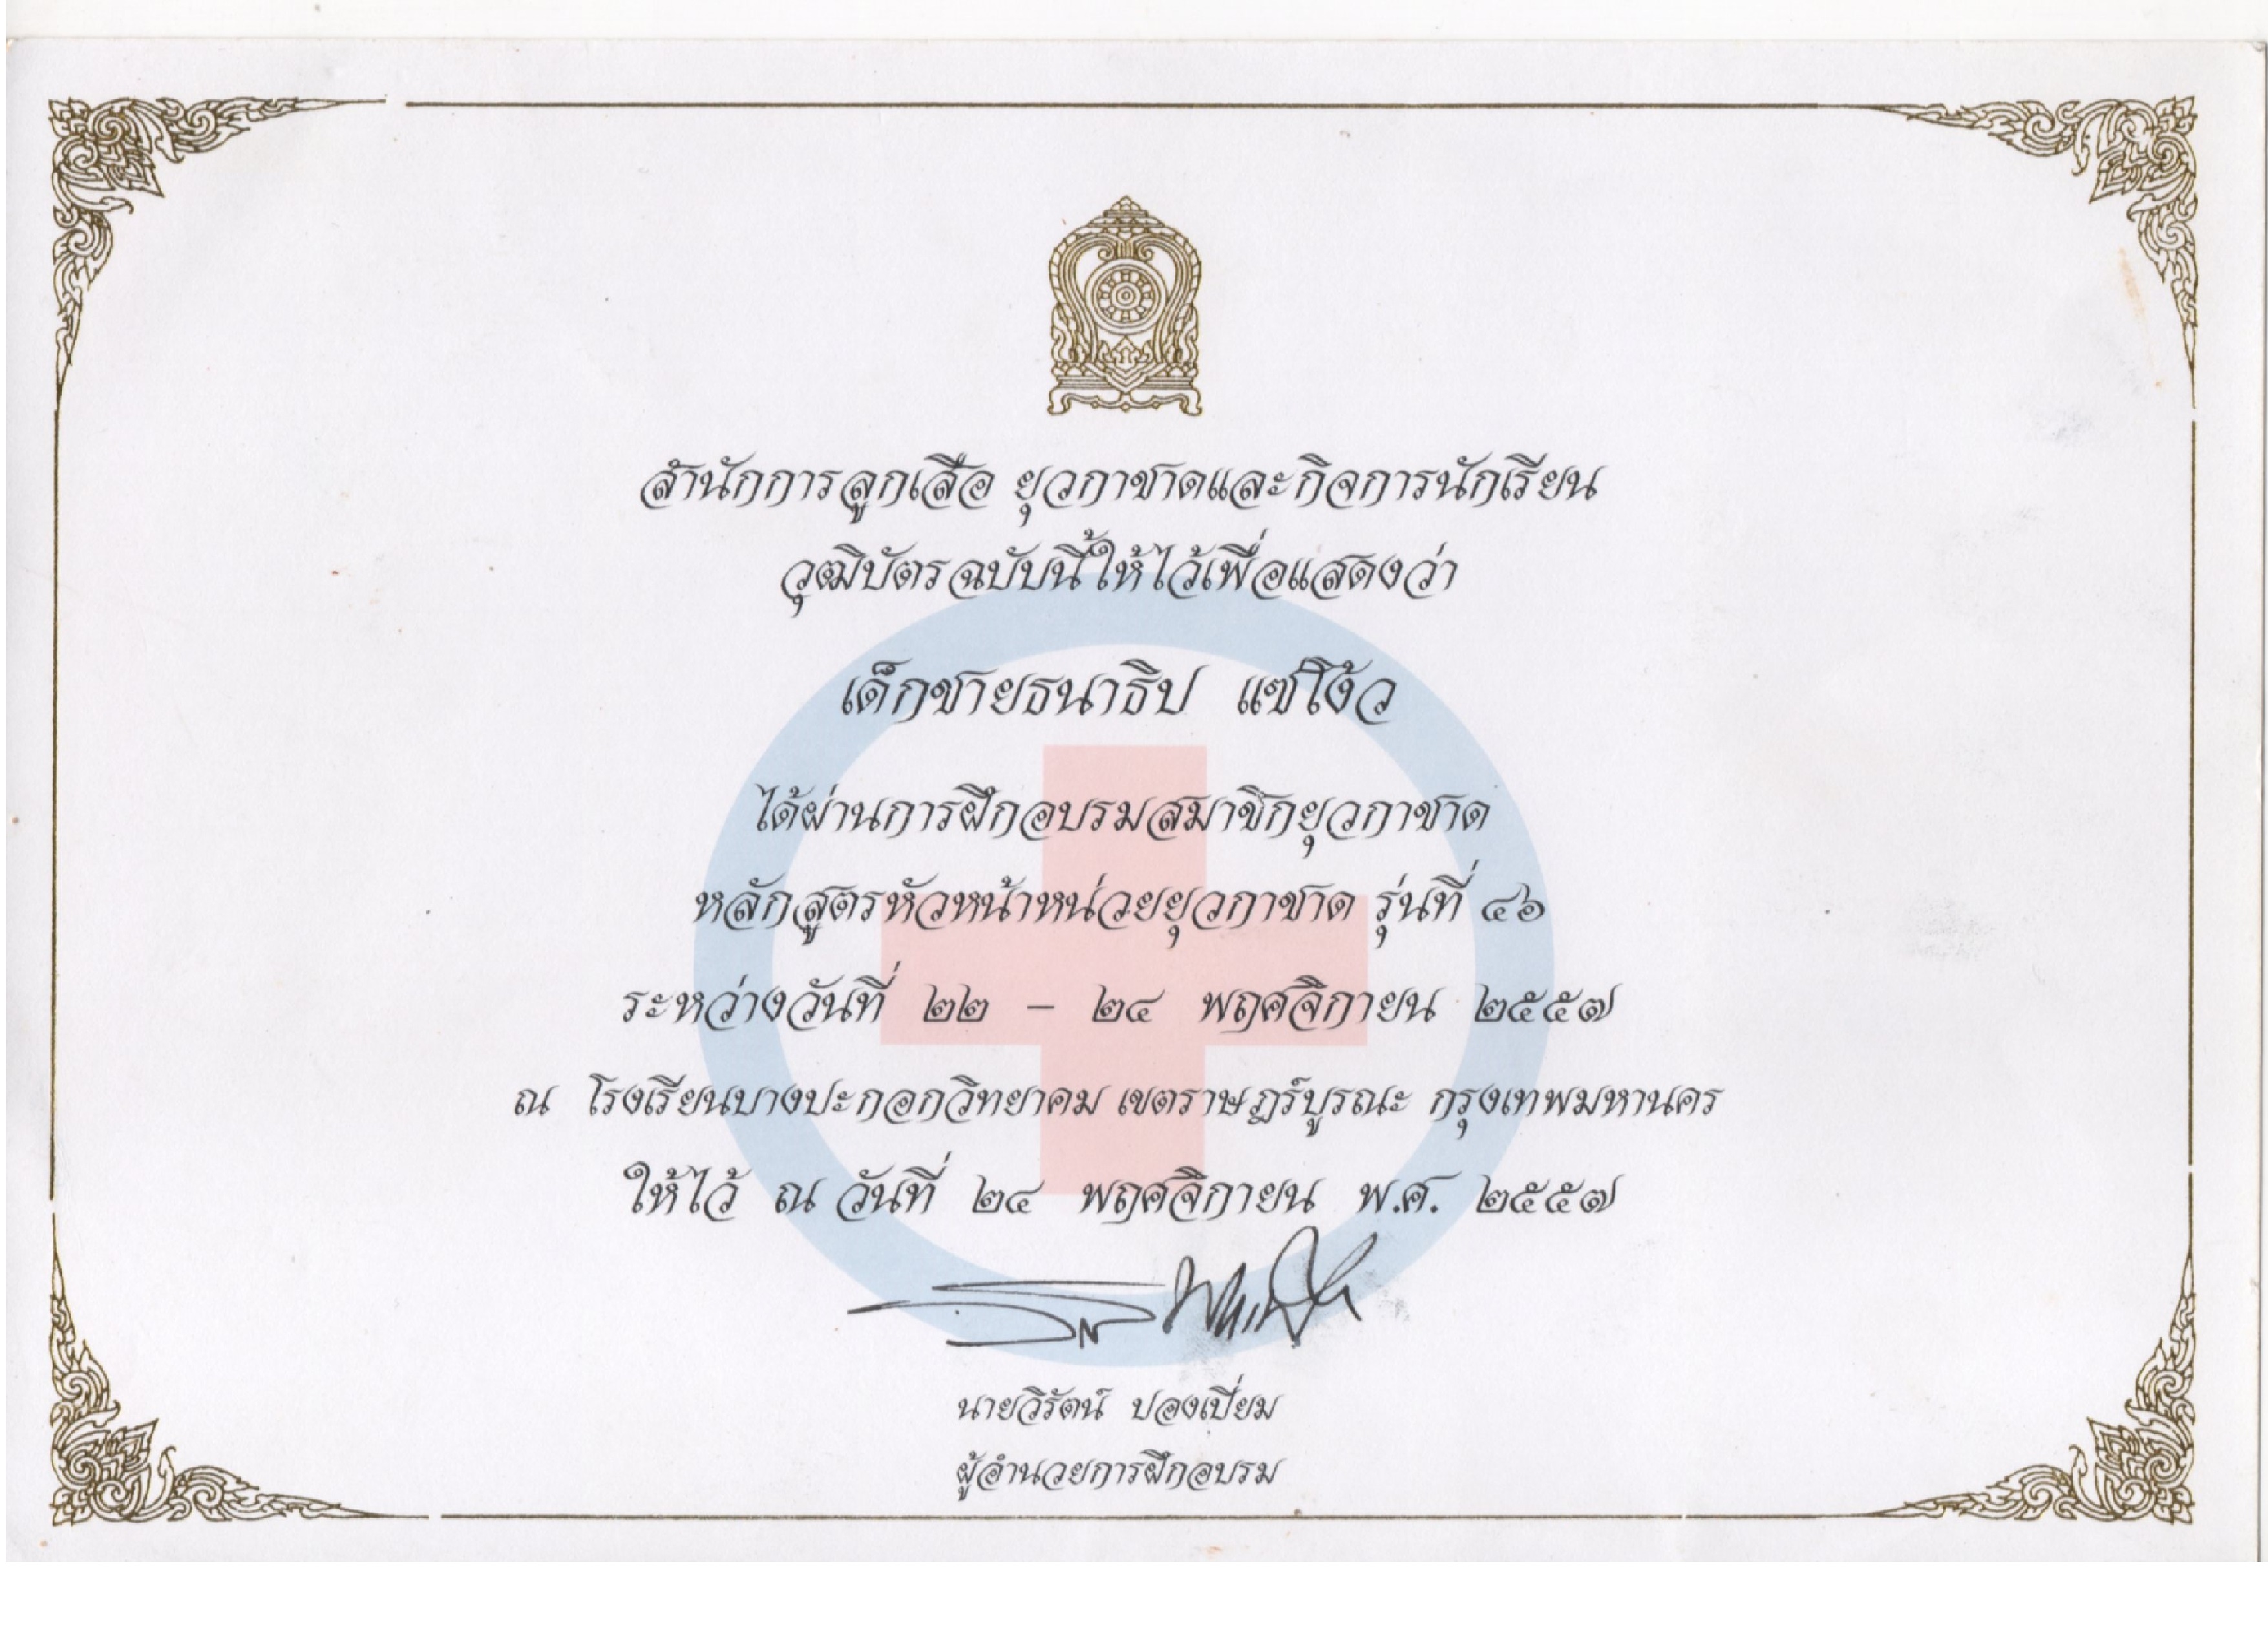 สำนักการลูกเสือ ยุวกาชาดและกิจการนักเรียน
วุฒิบัตรฉบับนี้ให้ไว้เพื่อแสดงว่า
เด็กชายธนาธิป แซ่โง้ว
ได้ผ่านการฝึกอบรมสมาชิกยุวกาชาด
หลักสูตรหัวหน้าหน่วยยุวกาชาด รุ่นที่ ๔๖
ระหว่างวันที่ ๒๒ - ๒๔ พฤศจิกายน ๒๕๕๗
ณ โรงเรียนบางปะกอกวิทยาคม เขตราษฎร์บูรณะ กรุงเทพมหานคร
ให้ไว้ ณ วันที่ ๒๔ พฤศจิกายน พ.ศ. ๒๕๕๗
นายวิรัตน์ ปองเปี่ยม
ผู้อำนวยการฝึกอบรม